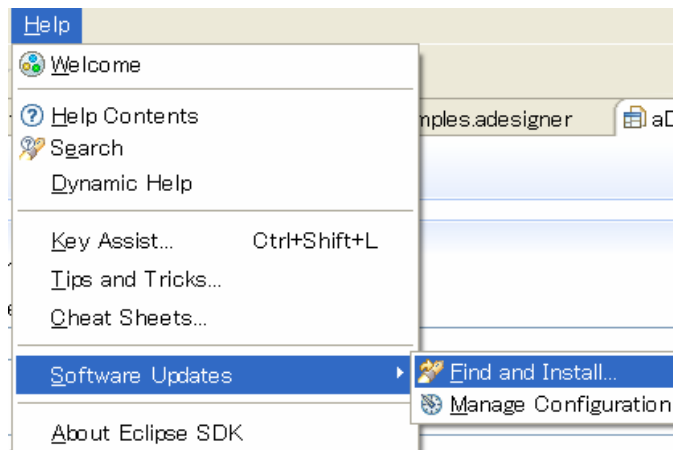 Help
Welcome
Help Contents
mples.adesigner
aD
Search
Dynamic Help
Key Assist... Ctrl+Shift+L
Tips and Tricks...
Cheat Sheets...
Software Updates
Find and Install...
Manage Configuration
About Eclipse SDK